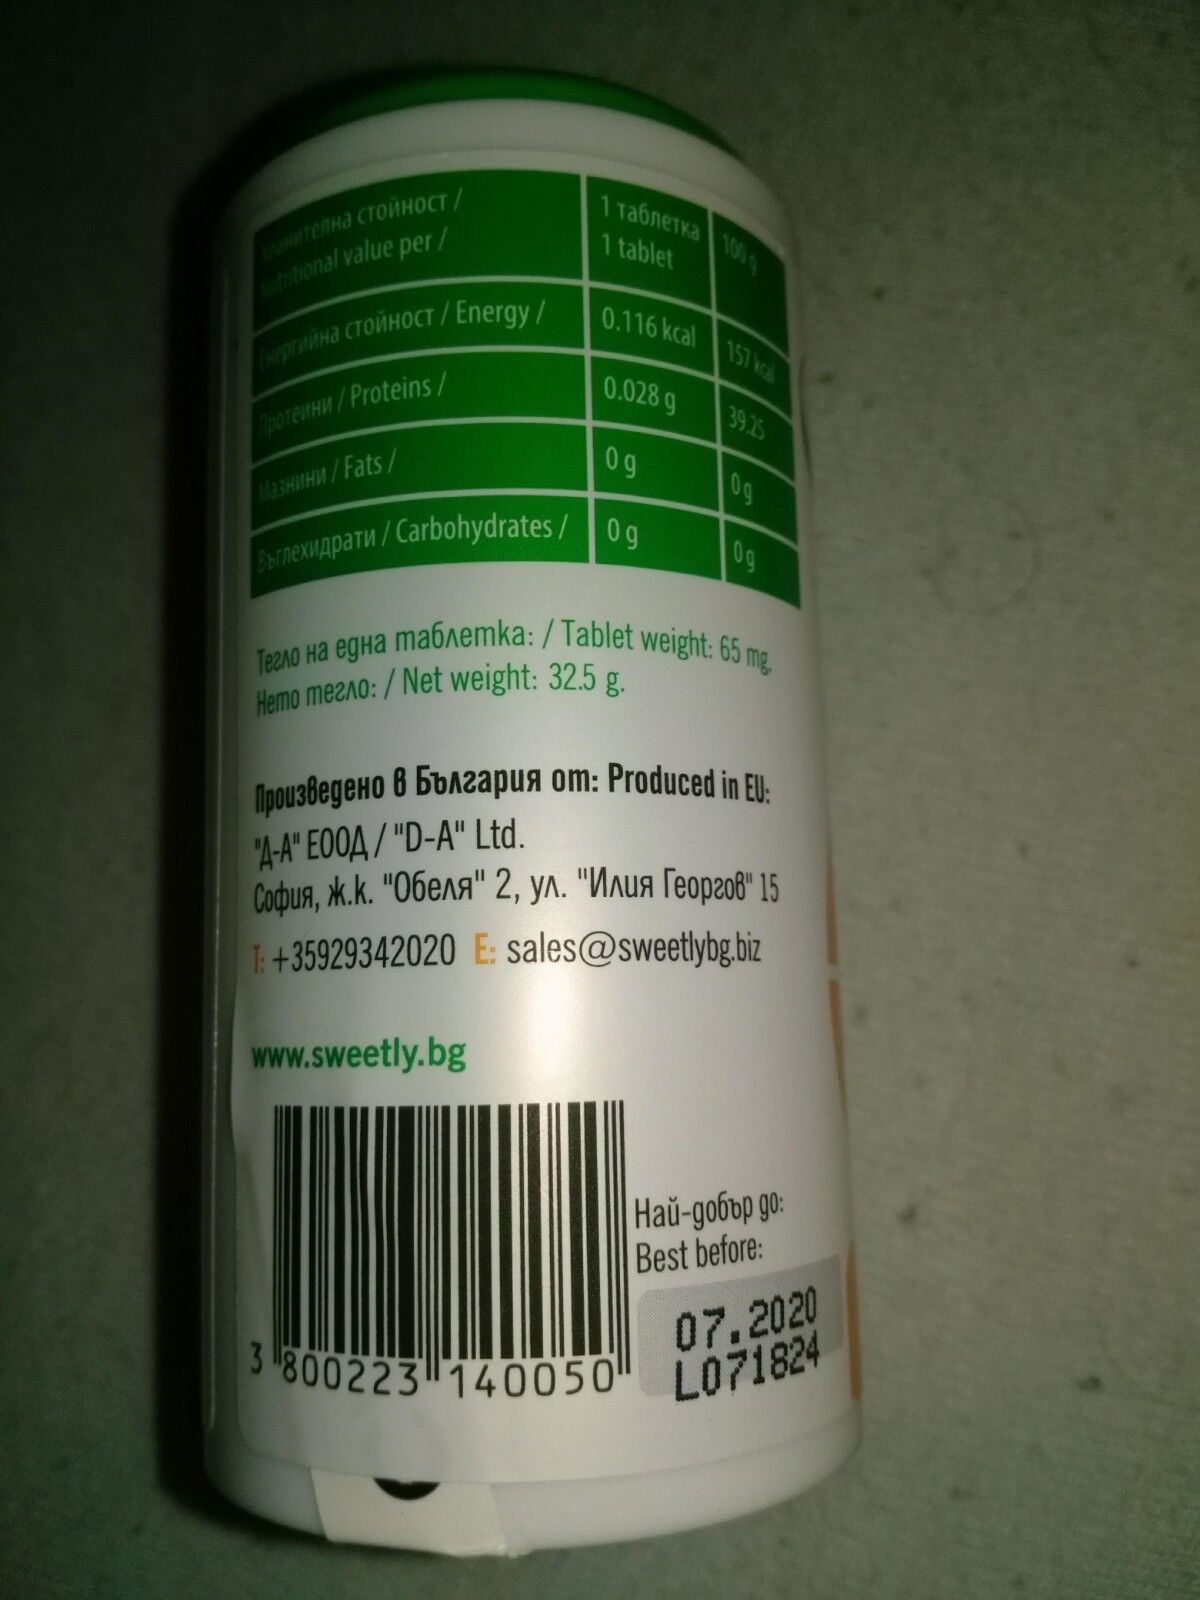 Хранителна стойност /
Nutritional value per /
1 таблетка
1 tablet
100 g
Енергийна стойност / Energy /
0.116 kcal
157 kcal
Протеини / Proteins /
0.028 g
39.25
Мазнини / Fats /
0 g
0 g
Въглехидрати / Carbohydrates /
0 g
0 g
Тегло на една таблетка: / Tablet weight: 65 mg.
Нето тегло: / Net weight: 32.5 g.
Произведено в България от: Produced in EU:
"Д-А" ЕООД / "D-A" Ltd.
София, ж.к. "Обеля" 2, ул. "Илия Георгов" 15
T: +35929342020 E: sales@sweetlybg.biz
www.sweetly.bg
Най-добър до:
Best before:
07.2020
L071824
3 800223 140050